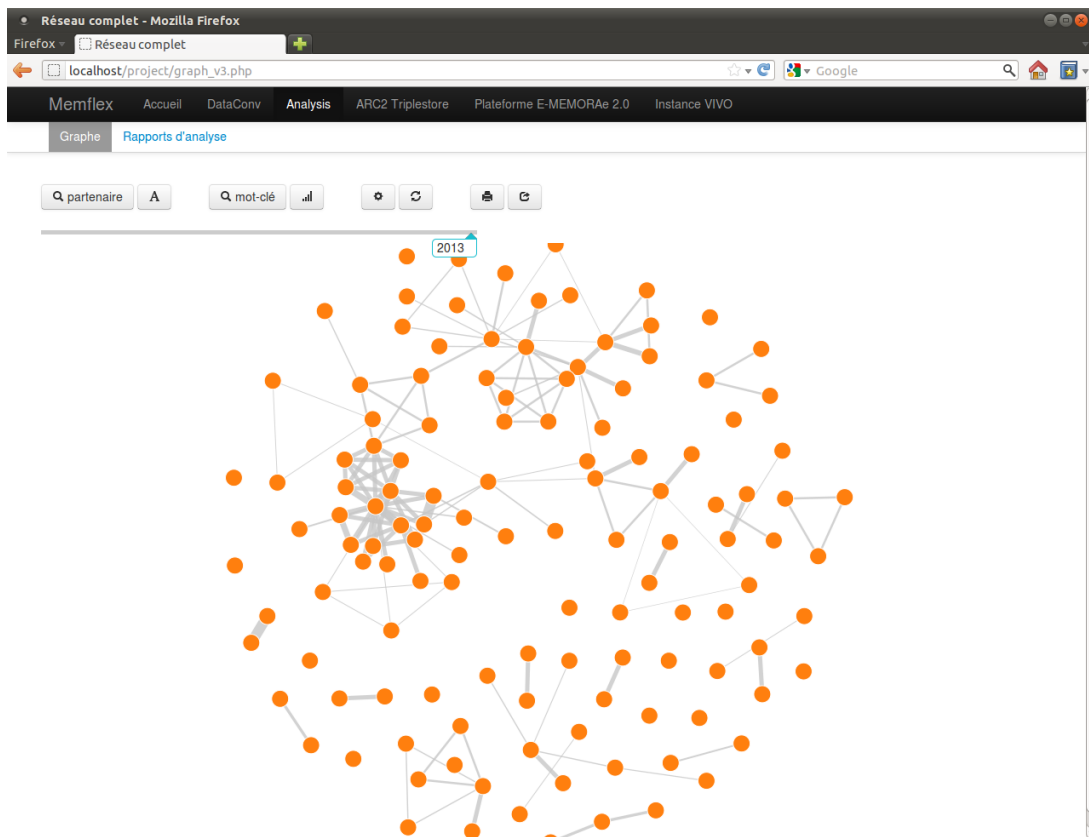 Réseau complet - Mozilla Firefox
Firefox Réseau complet
localhost/project/graph_v3.php Google
Memflex Accueil DataConv Analysis ARC2 Triplestore Plateforme E-MEMORAe 2.0 Instance VIVO
Graphe Rapports d'analyse
partenaire A mot-clé
2013